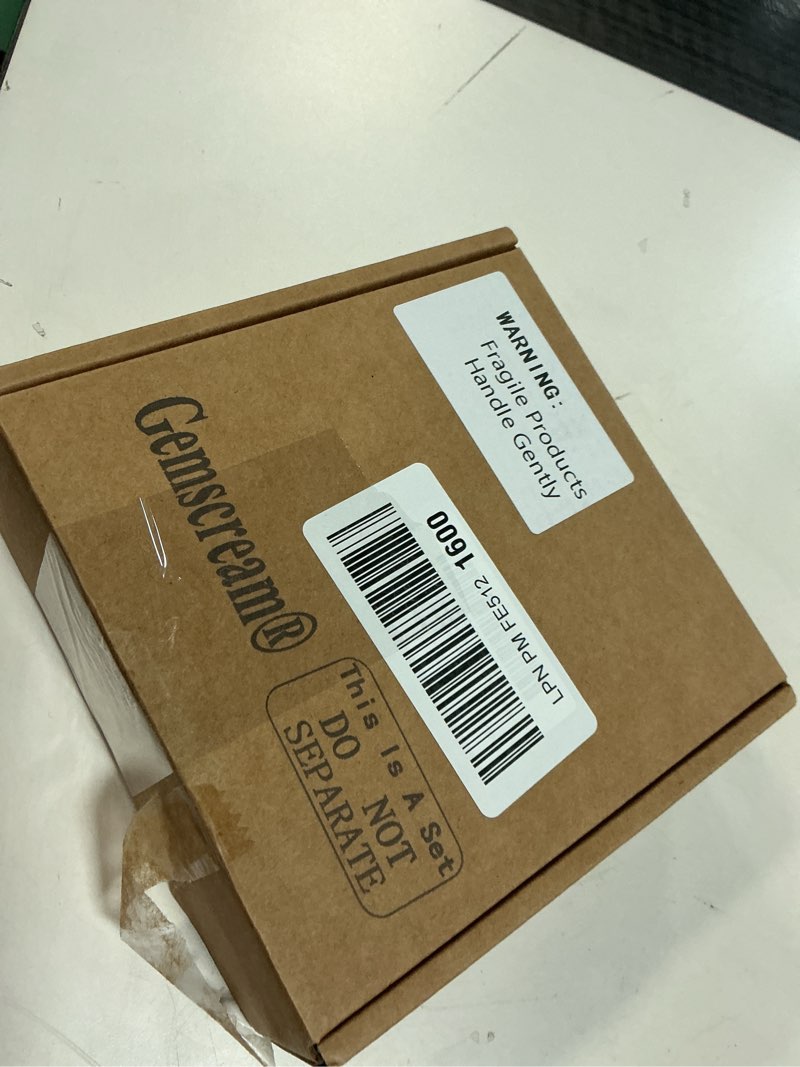 WARNING:
Fragile Products
Handle Gently
LPN PM FE512 1600
Gemscream®
This Is A Set
DO NOT
SEPARATE